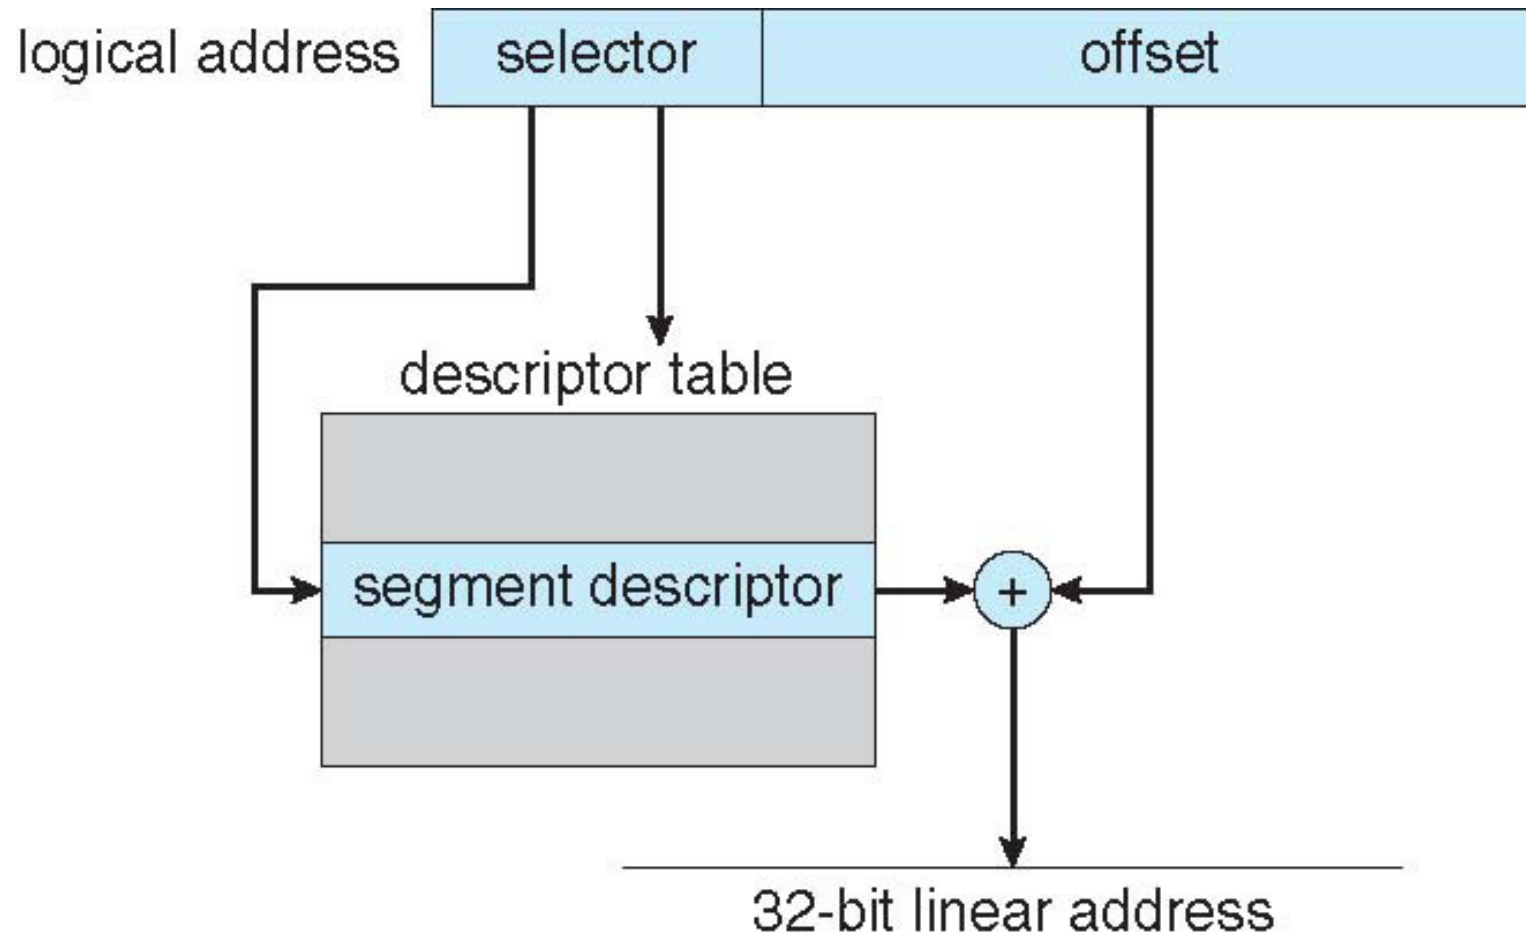 logical address
selector
offset
descriptor table
segment descriptor
+
32-bit linear address